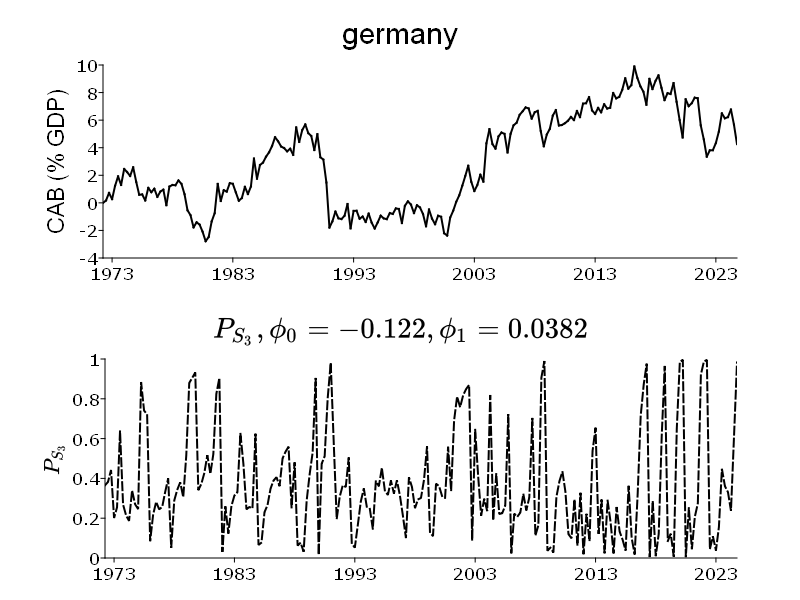 germany
CAB (% GDP)
10
8
6
4
2
0
-2
-4
1973 1983 1993 2003 2013 2023
P_{S_3}, ϕ_0 = −0.122, ϕ_1 = 0.0382
P_{S_3}
1
0.8
0.6
0.4
0.2
0
1973 1983 1993 2003 2013 2023